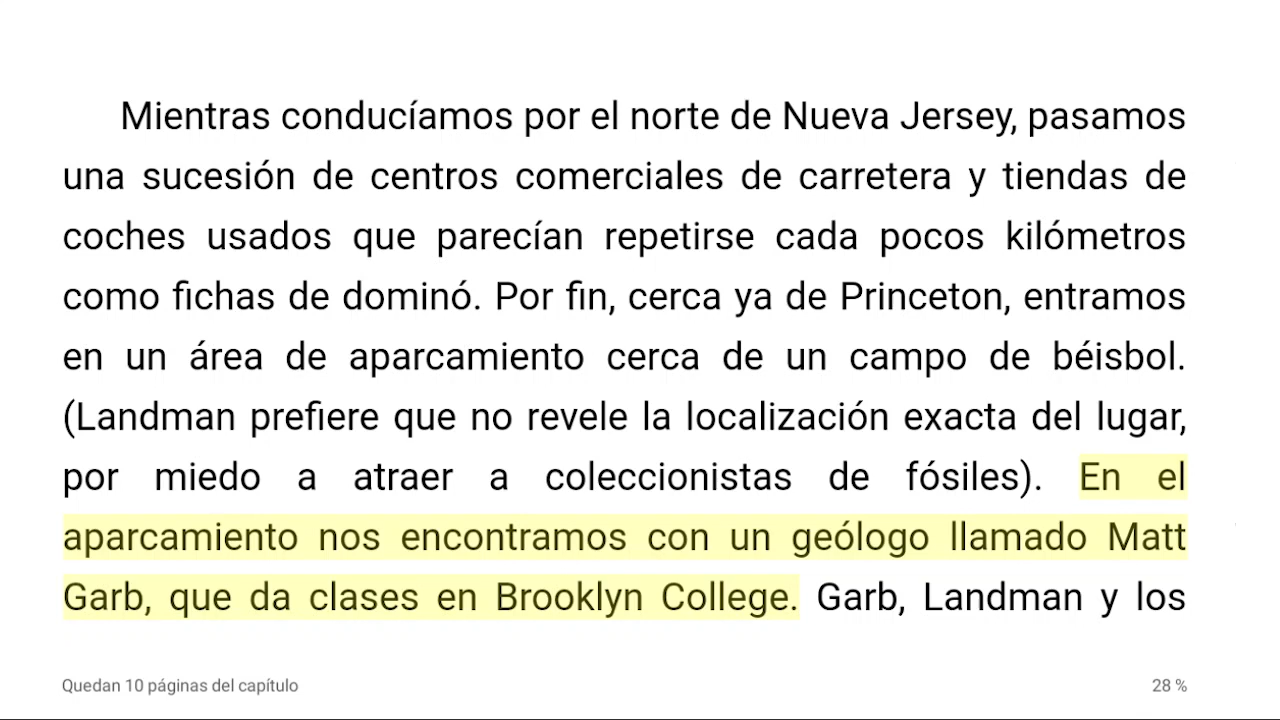 Mientras conducíamos por el norte de Nueva Jersey, pasamos
una sucesión de centros comerciales de carretera y tiendas de
coches usados que parecían repetirse cada pocos kilómetros
como fichas de dominó. Por fin, cerca ya de Princeton, entramos
en un área de aparcamiento cerca de un campo de béisbol.
(Landman prefiere que no revele la localización exacta del lugar,
por miedo a atraer a coleccionistas de fósiles). En el
aparcamiento nos encontramos con un geólogo llamado Matt
Garb, que da clases en Brooklyn College. Garb, Landman y los
Quedan 10 páginas del capítulo
28 %